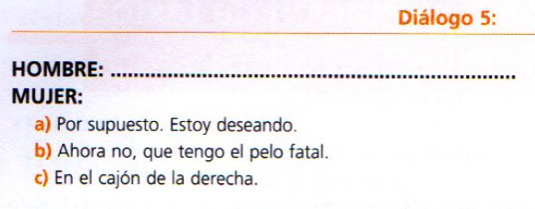 Diálogo 5:
HOMBRE: ........................................................................
MUJER:
a) Por supuesto. Estoy deseando.
b) Ahora no, que tengo el pelo fatal.
c) En el cajón de la derecha.